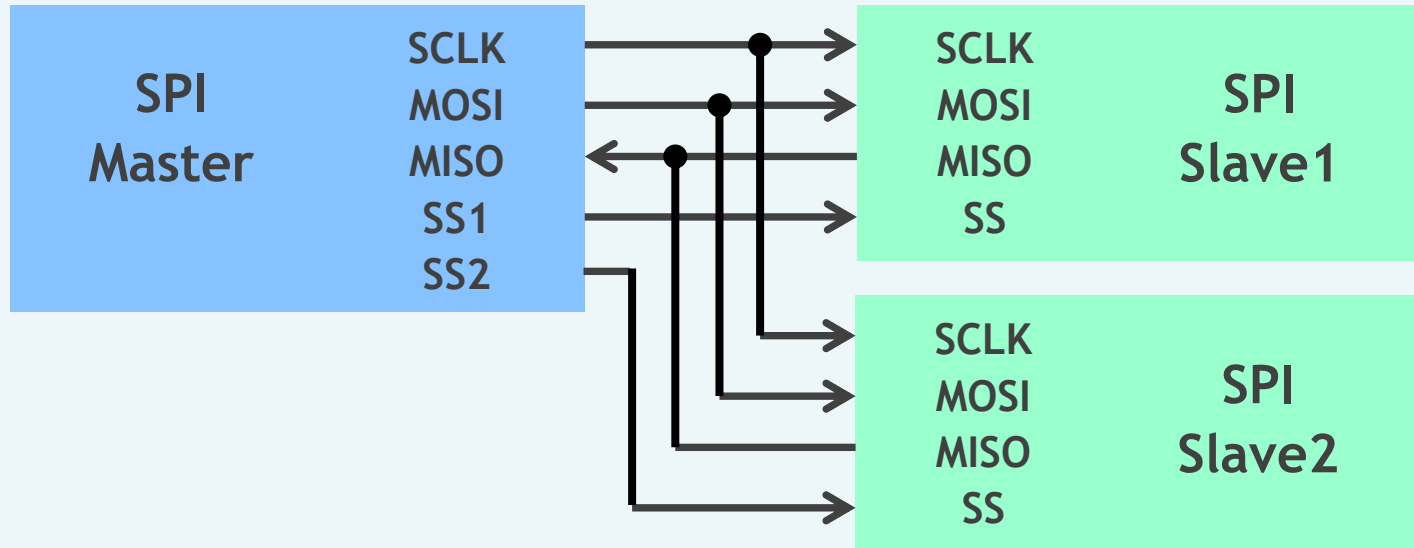 SPI
Master
SCLK
MOSI
MISO
SS1
SS2
SCLK
MOSI
MISO
SS
SPI
Slave1
SCLK
MOSI
MISO
SS
SPI
Slave2